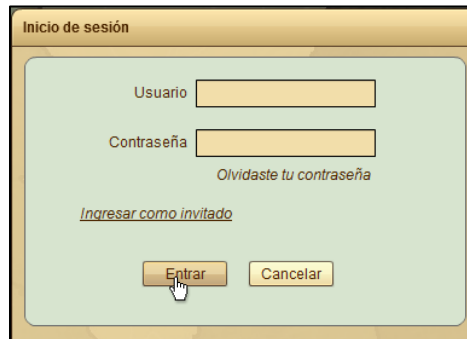 Inicio de sesión
Usuario
Contraseña
Olvidaste tu contraseña
Ingresar como invitado
Entrar Cancelar